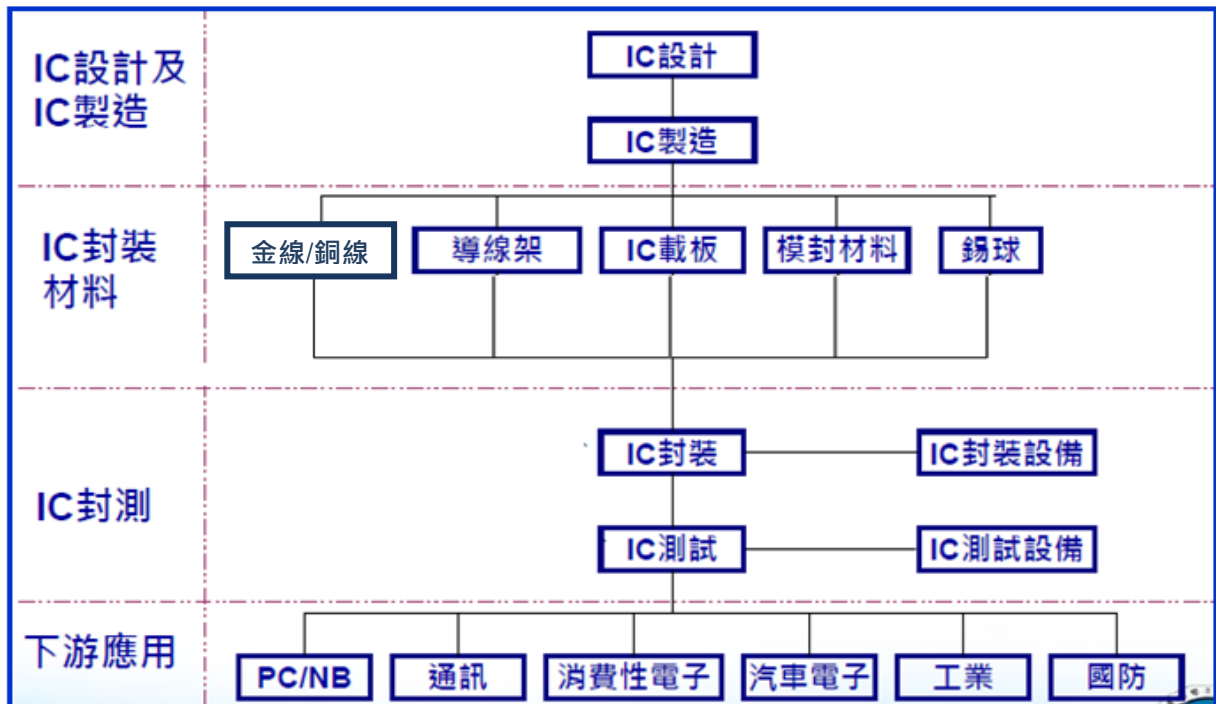 IC設計及
IC製造
IC設計
IC製造
IC封裝
材料
金線/銅線
導線架
IC載板
模封材料
錫球
IC封測
IC封裝
IC封裝設備
IC測試
IC測試設備
下游應用
PC/NB
通訊
消費性電子
汽車電子
工業
國防